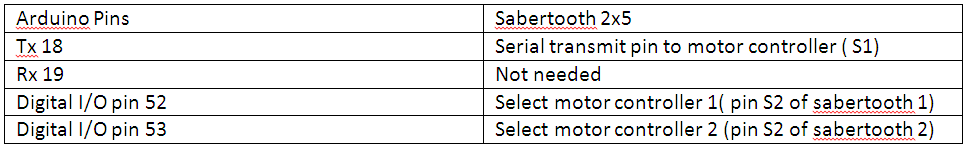 Arduino Pins Sabertooth 2x5
Tx 18 Serial transmit pin to motor controller ( S1)
Rx 19 Not needed
Digital I/O pin 52 Select motor controller 1( pin S2 of sabertooth 1)
Digital I/O pin 53 Select motor controller 2 (pin S2 of sabertooth 2)